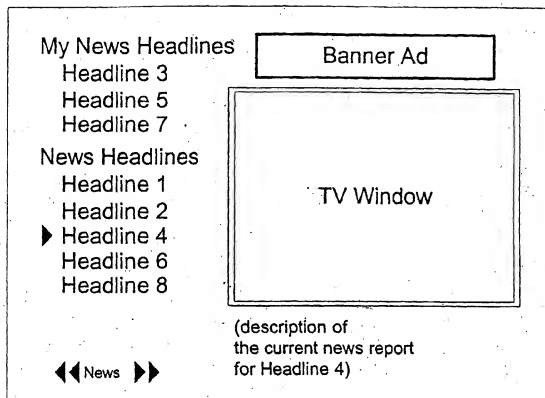 My News Headlines
Headline 3
Headline 5
Headline 7
News Headlines
Headline 1
Headline 2
Headline 4
Headline 6
Headline 8
News
Banner Ad
TV Window
(description of
the current news report
for Headline 4)